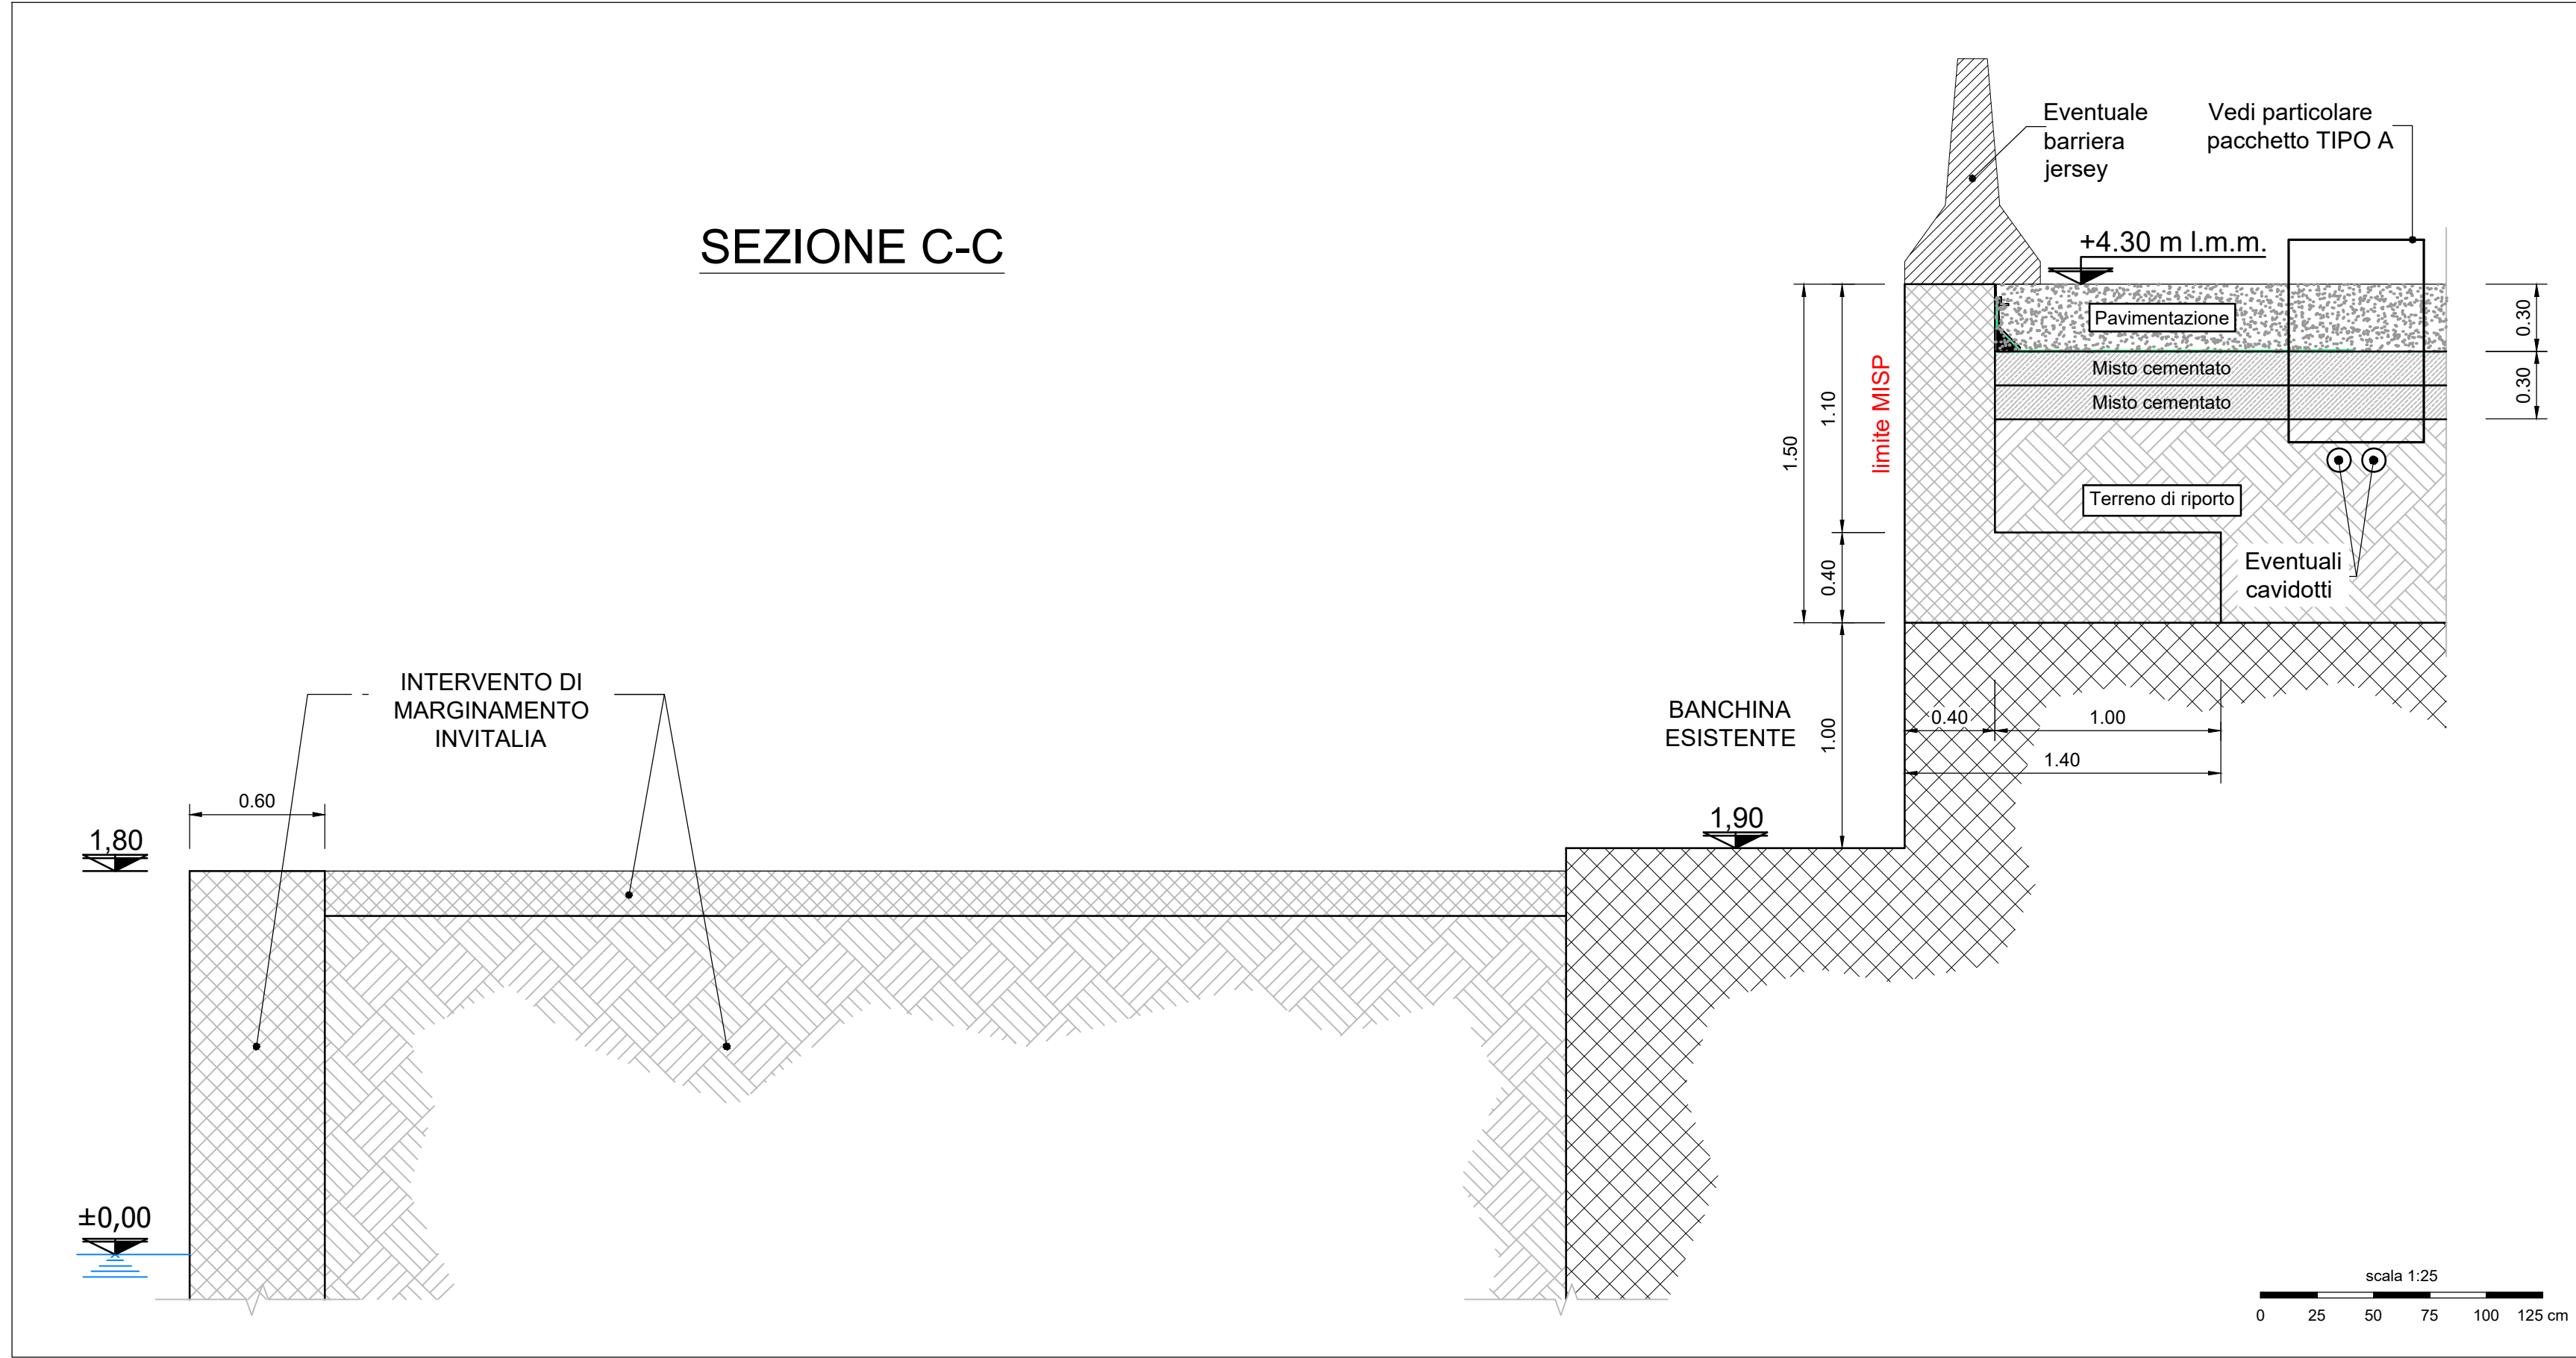 SEZIONE C-C
Eventuale
barriera
jersey
Vedi particolare
pacchetto TIPO A
+4.30 m l.m.m.
Pavimentazione
Misto cementato
Misto cementato
Terreno di riporto
Eventuali
cavidotti
0.30
0.30
limite MISP
1.10
1.50
0.40
1.00
BANCHINA
ESISTENTE
0.40
1.00
1.40
1,90
INTERVENTO DI
MARGINAMENTO
INVITALIA
0.60
1,80
±0,00
scala 1:25
0 25 50 75 100 125 cm